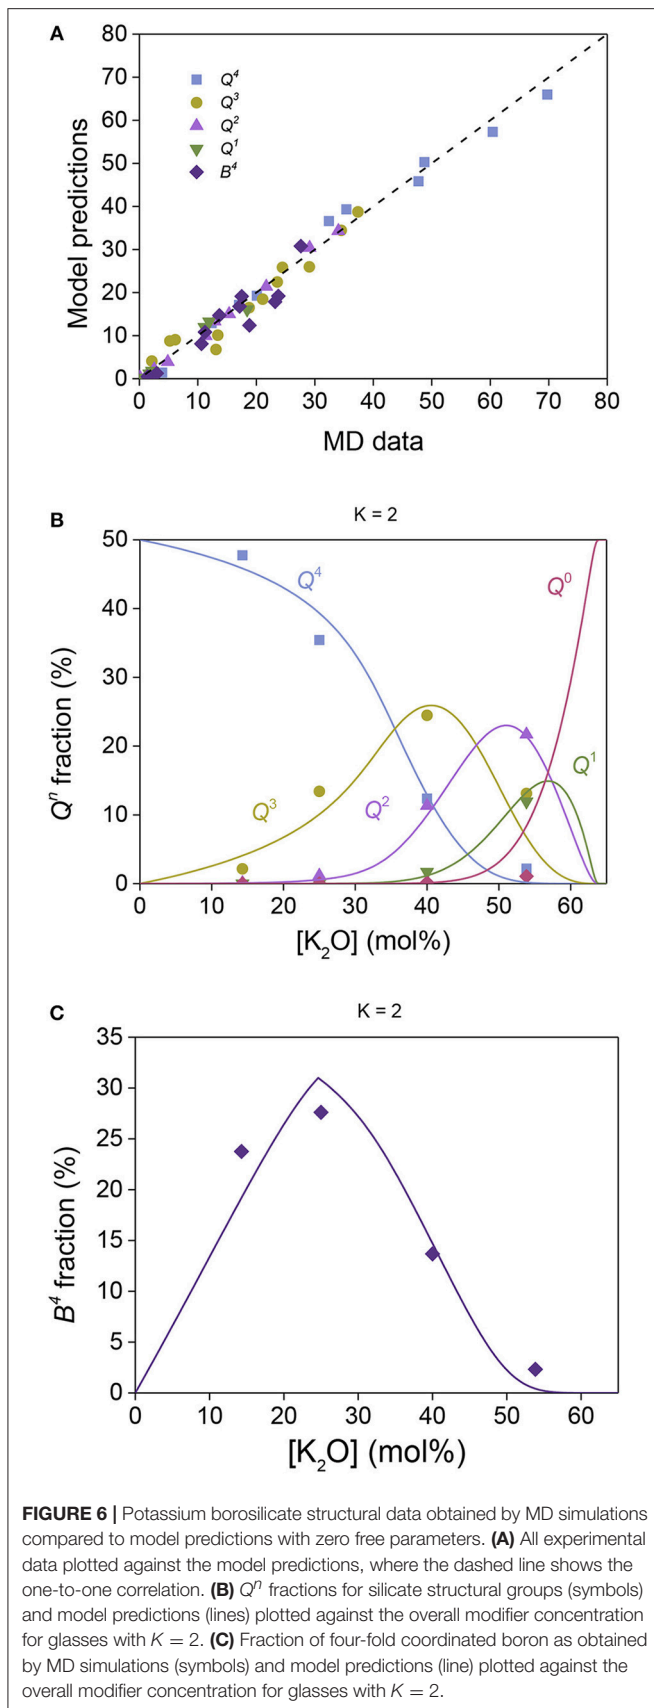 A
80
70
60
50
40
30
20
10
0
Model predictions
Q⁴
Q³
Q²
Q¹
B⁴
0 10 20 30 40 50 60 70 80
MD data
B
K = 2
50
40
30
20
10
0
Qⁿ fraction (%)
Q⁴
Q⁰
Q³
Q²
Q¹
0 10 20 30 40 50 60
[K₂O] (mol%)
C
K = 2
35
30
25
20
15
10
5
0
B⁴ fraction (%)
0 10 20 30 40 50 60
[K₂O] (mol%)
FIGURE 6 | Potassium borosilicate structural data obtained by MD simulations
compared to model predictions with zero free parameters. (A) All experimental
data plotted against the model predictions, where the dashed line shows the
one-to-one correlation. (B) Qⁿ fractions for silicate structural groups (symbols)
and model predictions (lines) plotted against the overall modifier concentration
for glasses with K = 2. (C) Fraction of four-fold coordinated boron as obtained
by MD simulations (symbols) and model predictions (line) plotted against the
overall modifier concentration for glasses with K = 2.